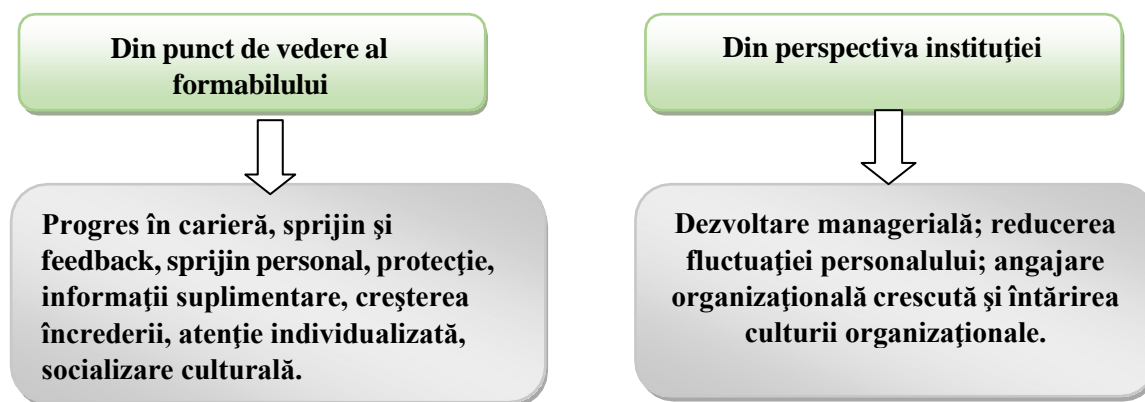 Din punct de vedere al
formabilului
Din perspectiva instituţiei
Progres în carieră, sprijin şi
feedback, sprijin personal, protecţie,
informaţii suplimentare, creşterea
încrederii, atenţie individualizată,
socializare culturală.
Dezvoltare managerială; reducerea
fluctuaţiei personalului; angajare
organizaţională crescută şi întărirea
culturii organizaţionale.